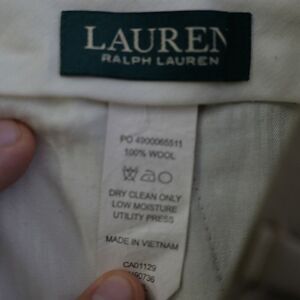 LAUREN
RALPH LAUREN
PO 4900065511
100% WOOL
DRY CLEAN ONLY
LOW MOISTURE
UTILITY PRESS
MADE IN VIETNAM
CA01129